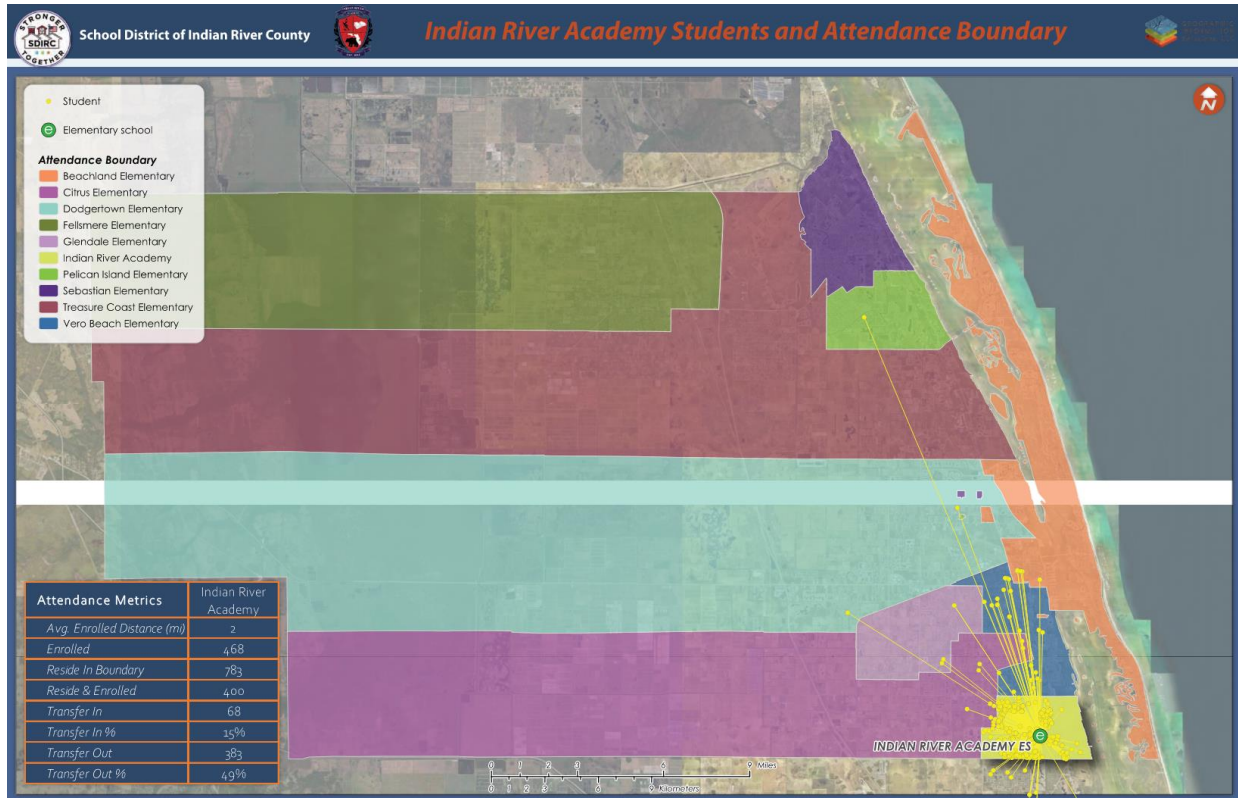 STRONGER
SDIRC
TOGETHER
School District of Indian River County
Indian River Academy Students and Attendance Boundary
N
Student
e
Elementary school
Attendance Boundary
Beachland Elementary
Citrus Elementary
Dodgertown Elementary
Fellsmere Elementary
Glendale Elementary
Indian River Academy
Pelican Island Elementary
Sebastian Elementary
Treasure Coast Elementary
Vero Beach Elementary
Attendance Metrics Indian River
Academy
Avg. Enrolled Distance (mi) 2
Enrolled 468
Reside In Boundary 783
Reside & Enrolled 400
Transfer In 68
Transfer In % 15%
Transfer Out 383
Transfer Out % 49%
e
INDIAN RIVER ACADEMY ES
0 1 2 3 6 9 Miles
0 1 2 3 6 9 Kilometers